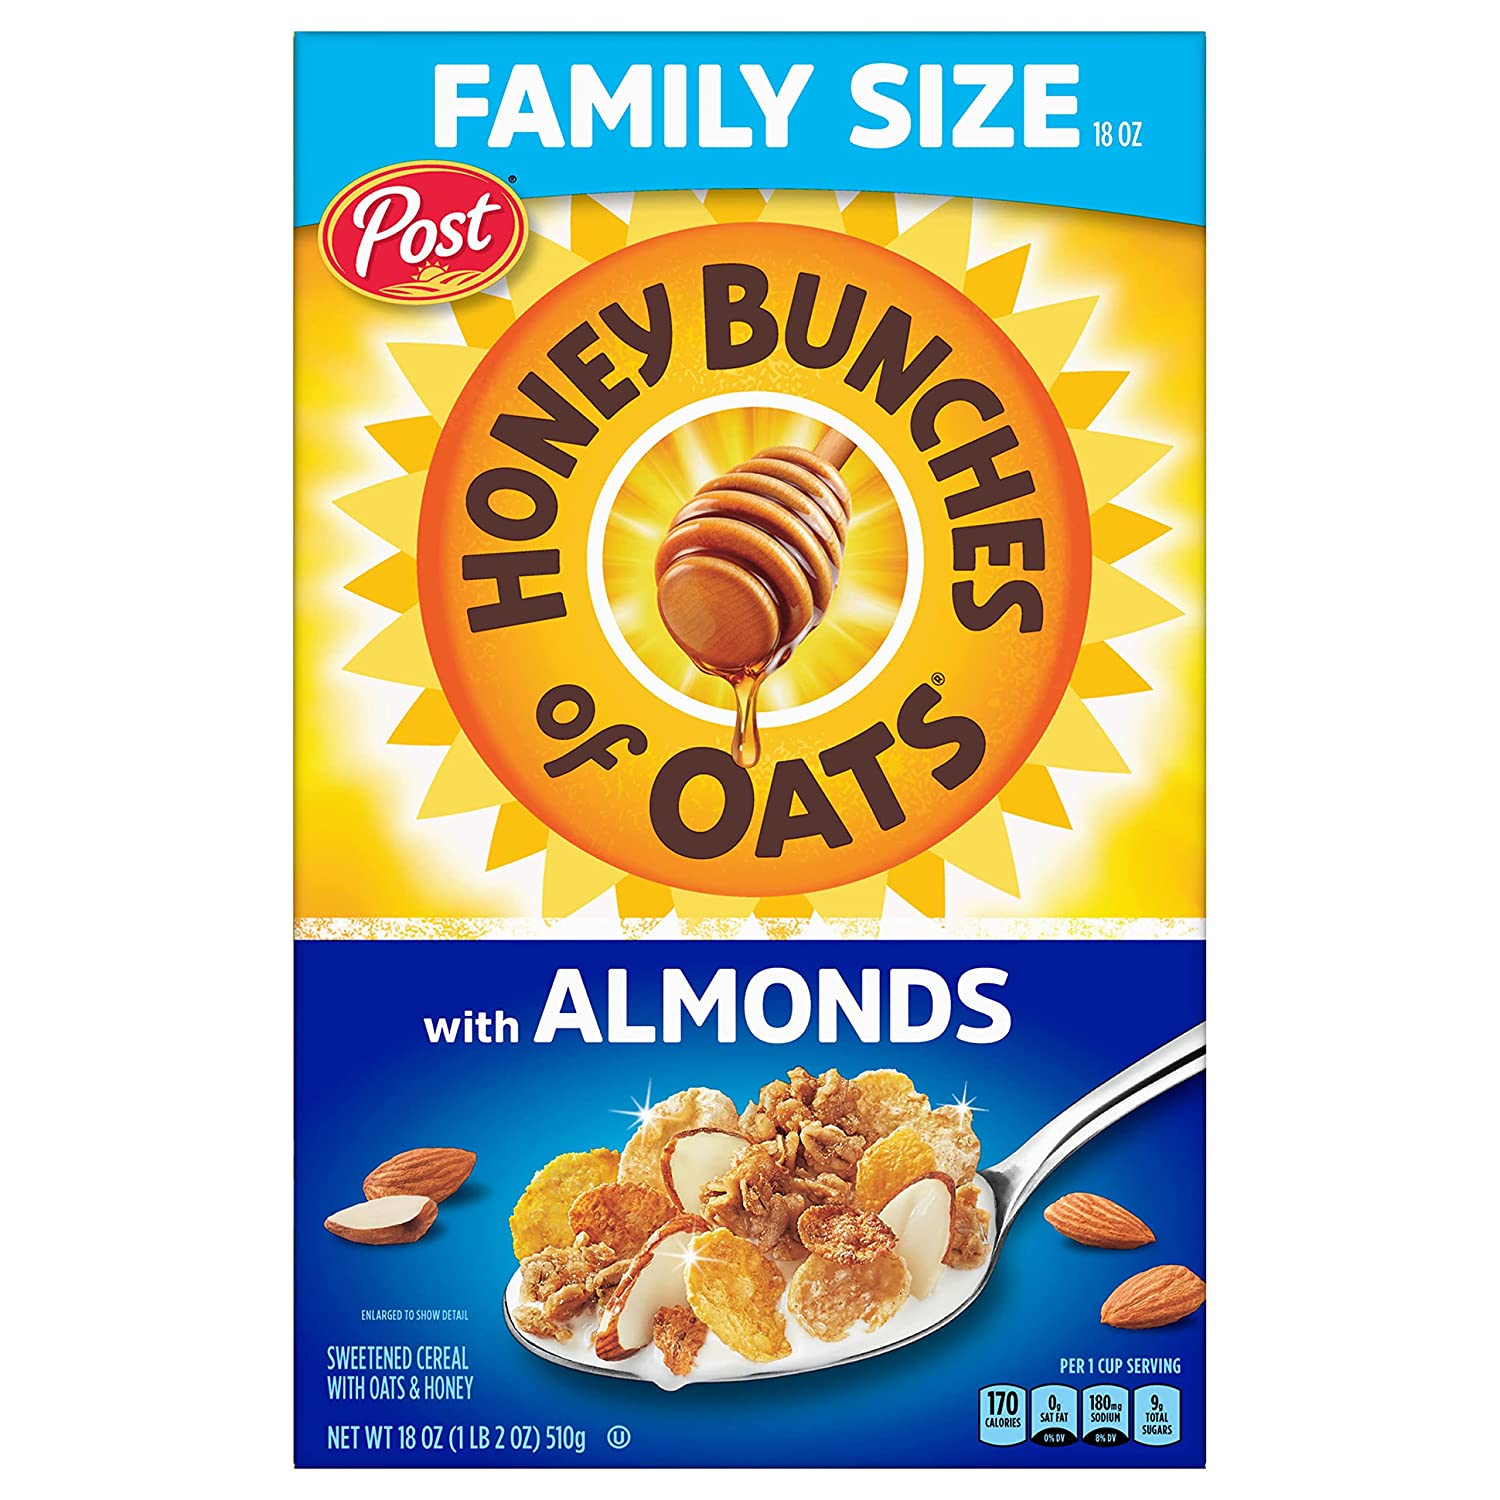 FAMILY SIZE 18 OZ
Post®
HONEY BUNCHES
of OATS®
with ALMONDS
ENLARGED TO SHOW DETAIL
SWEETENED CEREAL
WITH OATS & HONEY
NET WT 18 OZ (1 LB 2 OZ) 510g U
PER 1 CUP SERVING
170 CALORIES
0g SAT FAT 0% DV
180mg SODIUM 8% DV
9g TOTAL SUGARS